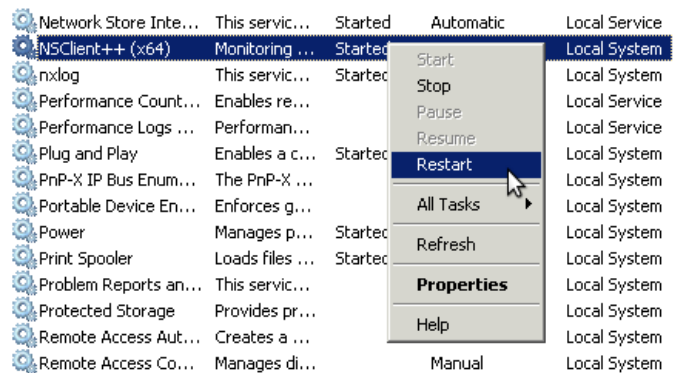 Network Store Inte... This servic... Started Automatic Local Service
NSClient++ (x64) Monitoring ... Started Local System
nxlog This servic... Started Local System
Performance Count... Enables re... Local Service
Performance Logs ... Performan... Local Service
Plug and Play Enables a c... Started Local System
PnP-X IP Bus Enum... The PnP-X ... Local System
Portable Device En... Enforces g... Local System
Power Manages p... Started Local System
Print Spooler Loads files ... Started Local System
Problem Reports an... This servic... Local System
Protected Storage Provides pr... Local System
Remote Access Aut... Creates a ... Local System
Remote Access Co... Manages di... Manual Local System
Start
Stop
Pause
Resume
Restart
All Tasks
Refresh
Properties
Help